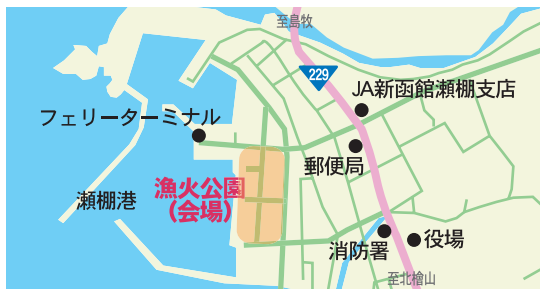 至島牧
229
JA新函館瀬棚支店
フェリーターミナル
郵便局
漁火公園
(会場)
瀬棚港
消防署
役場
至北檜山